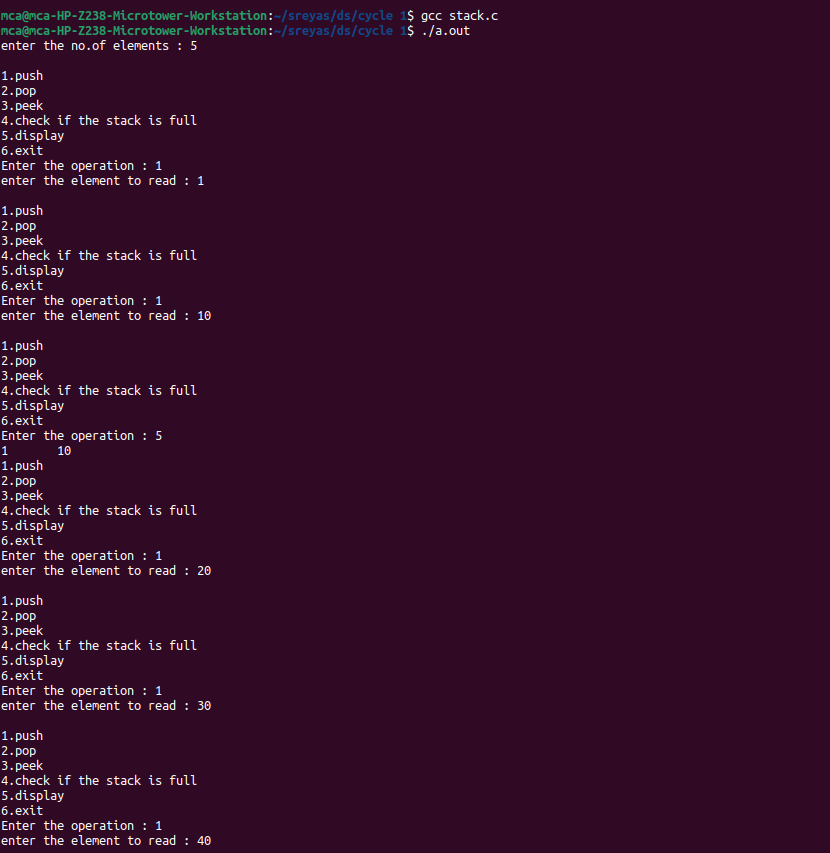 mca@mca-HP-Z238-Microtower-Workstation:~/sreyas/ds/cycle 1$ gcc stack.c
mca@mca-HP-Z238-Microtower-Workstation:~/sreyas/ds/cycle 1$ ./a.out
enter the no.of elements : 5

1.push
2.pop
3.peek
4.check if the stack is full
5.display
6.exit
Enter the operation : 1
enter the element to read : 1

1.push
2.pop
3.peek
4.check if the stack is full
5.display
6.exit
Enter the operation : 1
enter the element to read : 10

1.push
2.pop
3.peek
4.check if the stack is full
5.display
6.exit
Enter the operation : 5
1       10
1.push
2.pop
3.peek
4.check if the stack is full
5.display
6.exit
Enter the operation : 1
enter the element to read : 20

1.push
2.pop
3.peek
4.check if the stack is full
5.display
6.exit
Enter the operation : 1
enter the element to read : 30

1.push
2.pop
3.peek
4.check if the stack is full
5.display
6.exit
Enter the operation : 1
enter the element to read : 40